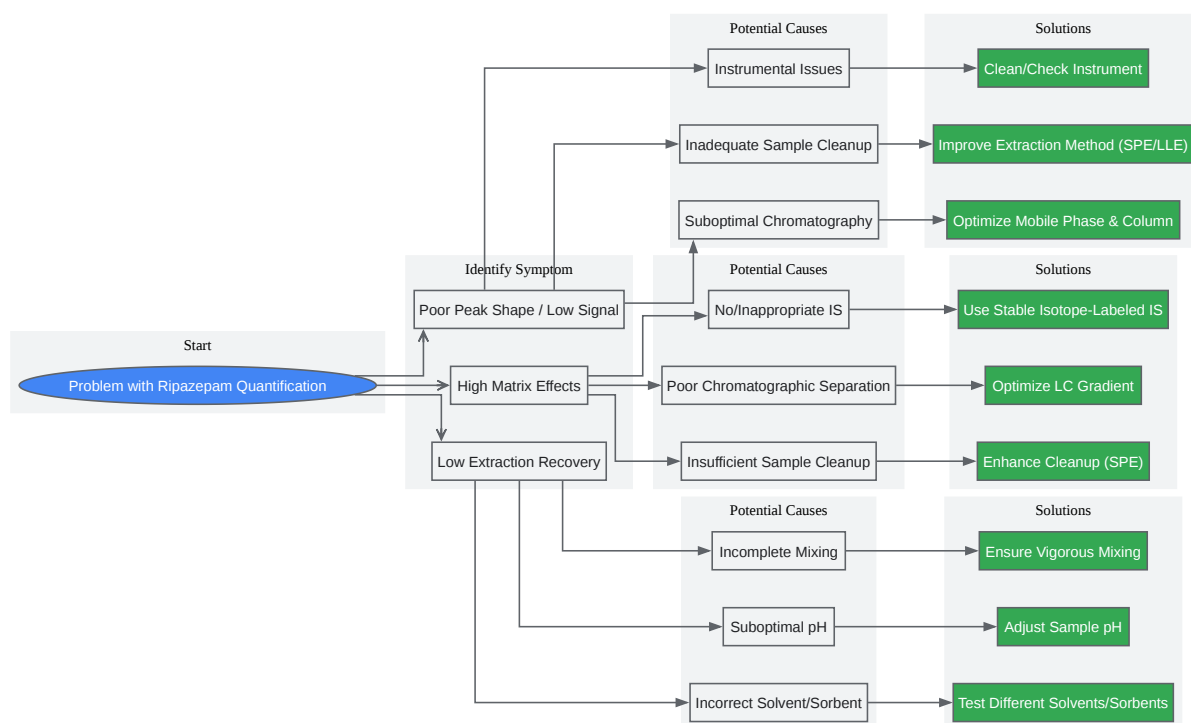 Start
Problem with Ripazepam Quantification
Identify Symptom
Poor Peak Shape / Low Signal
High Matrix Effects
Low Extraction Recovery
Potential Causes
Instrumental Issues
Inadequate Sample Cleanup
Suboptimal Chromatography
Solutions
Clean/Check Instrument
Improve Extraction Method (SPE/LLE)
Optimize Mobile Phase & Column
Potential Causes
No/Inappropriate IS
Poor Chromatographic Separation
Insufficient Sample Cleanup
Solutions
Use Stable Isotope-Labeled IS
Optimize LC Gradient
Enhance Cleanup (SPE)
Potential Causes
Incomplete Mixing
Suboptimal pH
Incorrect Solvent/Sorbent
Solutions
Ensure Vigorous Mixing
Adjust Sample pH
Test Different Solvents/Sorbents